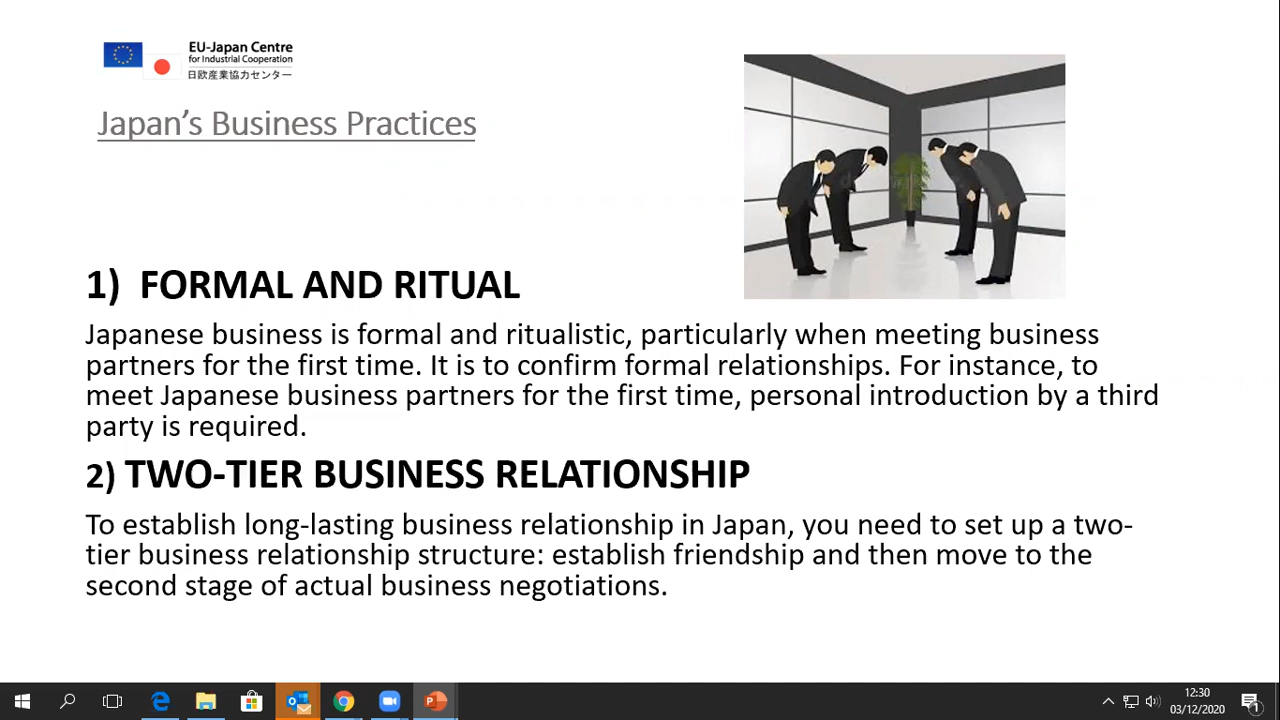 EU-Japan Centre
for Industrial Cooperation
日欧産業協力センター
Japan's Business Practices
1) FORMAL AND RITUAL
Japanese business is formal and ritualistic, particularly when meeting business
partners for the first time. It is to confirm formal relationships. For instance, to
meet Japanese business partners for the first time, personal introduction by a third
party is required.
2) TWO-TIER BUSINESS RELATIONSHIP
To establish long-lasting business relationship in Japan, you need to set up a two-
tier business relationship structure: establish friendship and then move to the
second stage of actual business negotiations.
12:30
03/12/2020
1